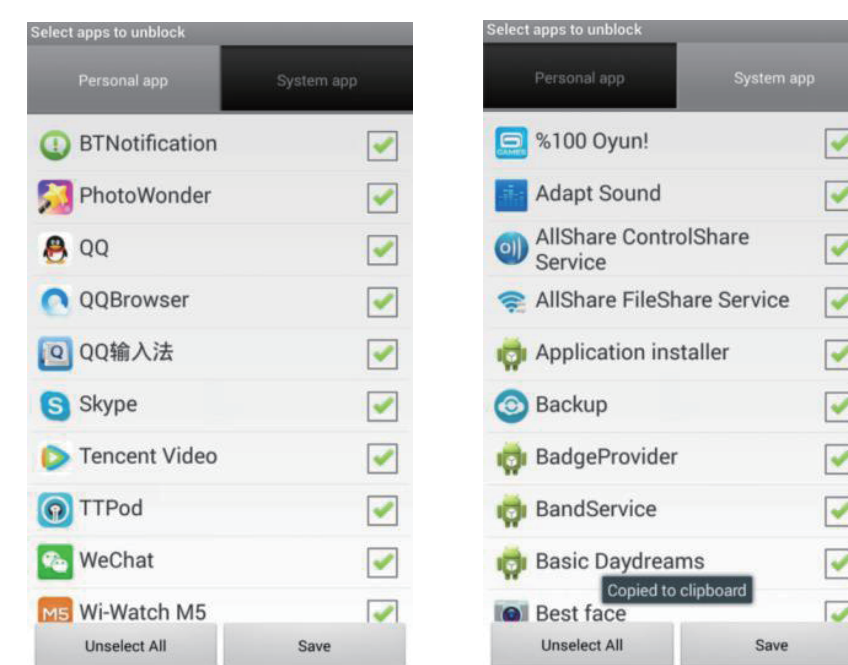 Select apps to unblock
Personal app
System app
BTNotification
PhotoWonder
QQ
QQBrowser
QQ输入法
Skype
Tencent Video
TTPod
WeChat
M5
Wi-Watch M5
Unselect All
Save
Select apps to unblock
Personal app
System app
GAMES
%100 Oyun!
Adapt Sound
AllShare ControlShare
Service
AllShare FileShare Service
Application installer
Backup
BadgeProvider
BandService
Basic Daydreams
Copied to clipboard
Best face
Unselect All
Save